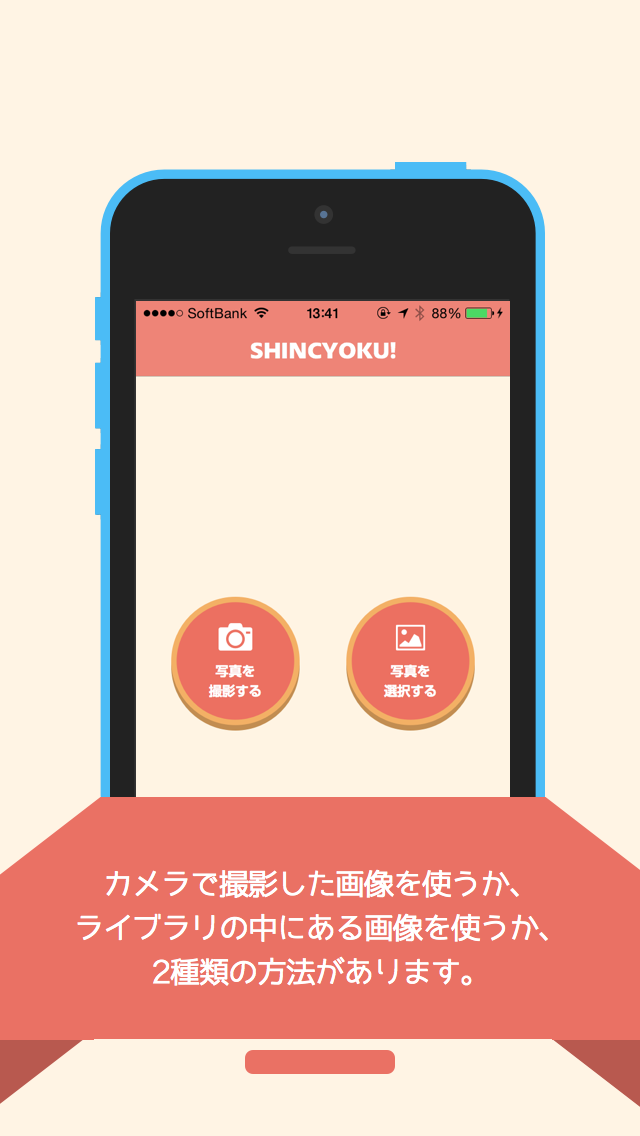 SoftBank 13:41 88%
SHINCYOKU!
写真を 写真を
撮影する 選択する
カメラで撮影した画像を使うか、
ライブラリの中にある画像を使うか、
2種類の方法があります。